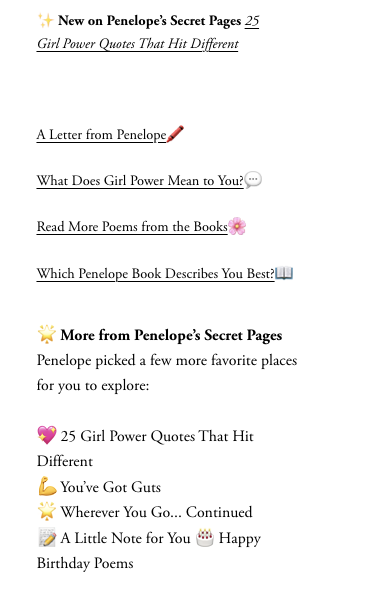 ✨ New on Penelope’s Secret Pages 25
Girl Power Quotes That Hit Different
A Letter from Penelope🖍️
What Does Girl Power Mean to You?💬
Read More Poems from the Books🌸
Which Penelope Book Describes You Best?📖
🌟 More from Penelope’s Secret Pages
Penelope picked a few more favorite places
for you to explore:
💖 25 Girl Power Quotes That Hit
Different
💪 You’ve Got Guts
🌟 Wherever You Go... Continued
📝 A Little Note for You 🎂 Happy
Birthday Poems